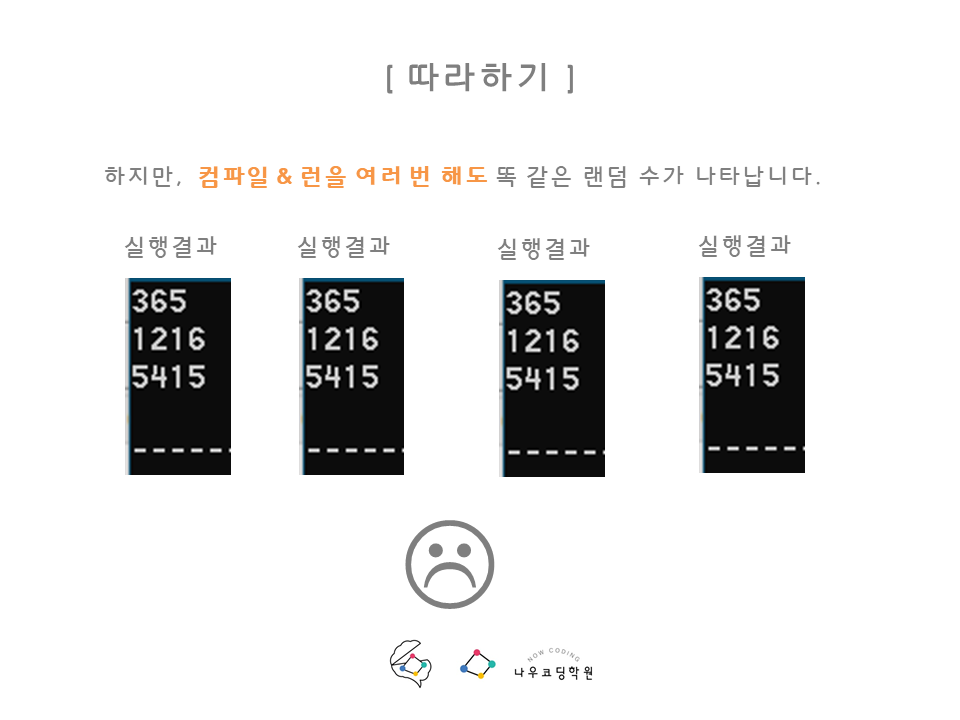 [ 따라하기 ]
하지만, 컴파일 & 런을 여러 번 해도 똑 같은 랜덤 수가 나타납니다.
실행결과 실행결과 실행결과 실행결과
365 365 365 365
1216 1216 1216 1216
5415 5415 5415 5415
------ ------ ------ ------
NOW CODING
나우코딩학원